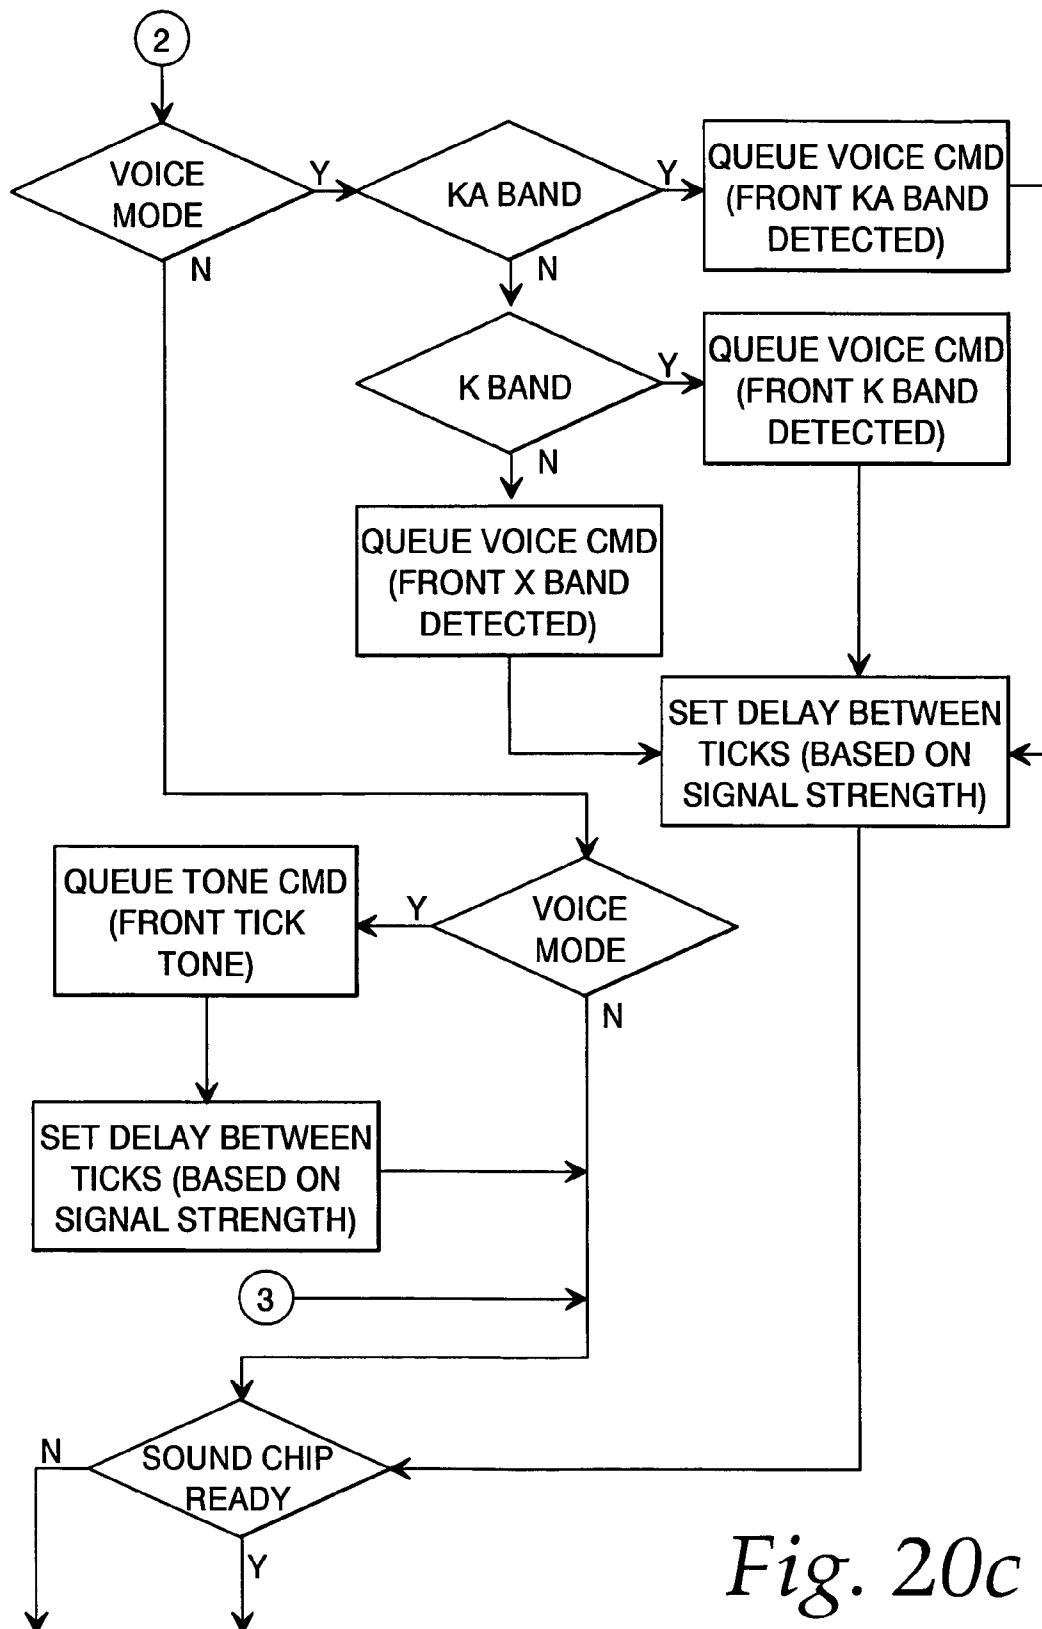 2
VOICE
MODE
Y
N
KA BAND
Y
N
QUEUE VOICE CMD
(FRONT KA BAND
DETECTED)
K BAND
Y
N
QUEUE VOICE CMD
(FRONT K BAND
DETECTED)
QUEUE VOICE CMD
(FRONT X BAND
DETECTED)
SET DELAY BETWEEN
TICKS (BASED ON
SIGNAL STRENGTH)
VOICE
MODE
Y
N
QUEUE TONE CMD
(FRONT TICK
TONE)
SET DELAY BETWEEN
TICKS (BASED ON
SIGNAL STRENGTH)
3
SOUND CHIP
READY
N
Y
Fig. 20c